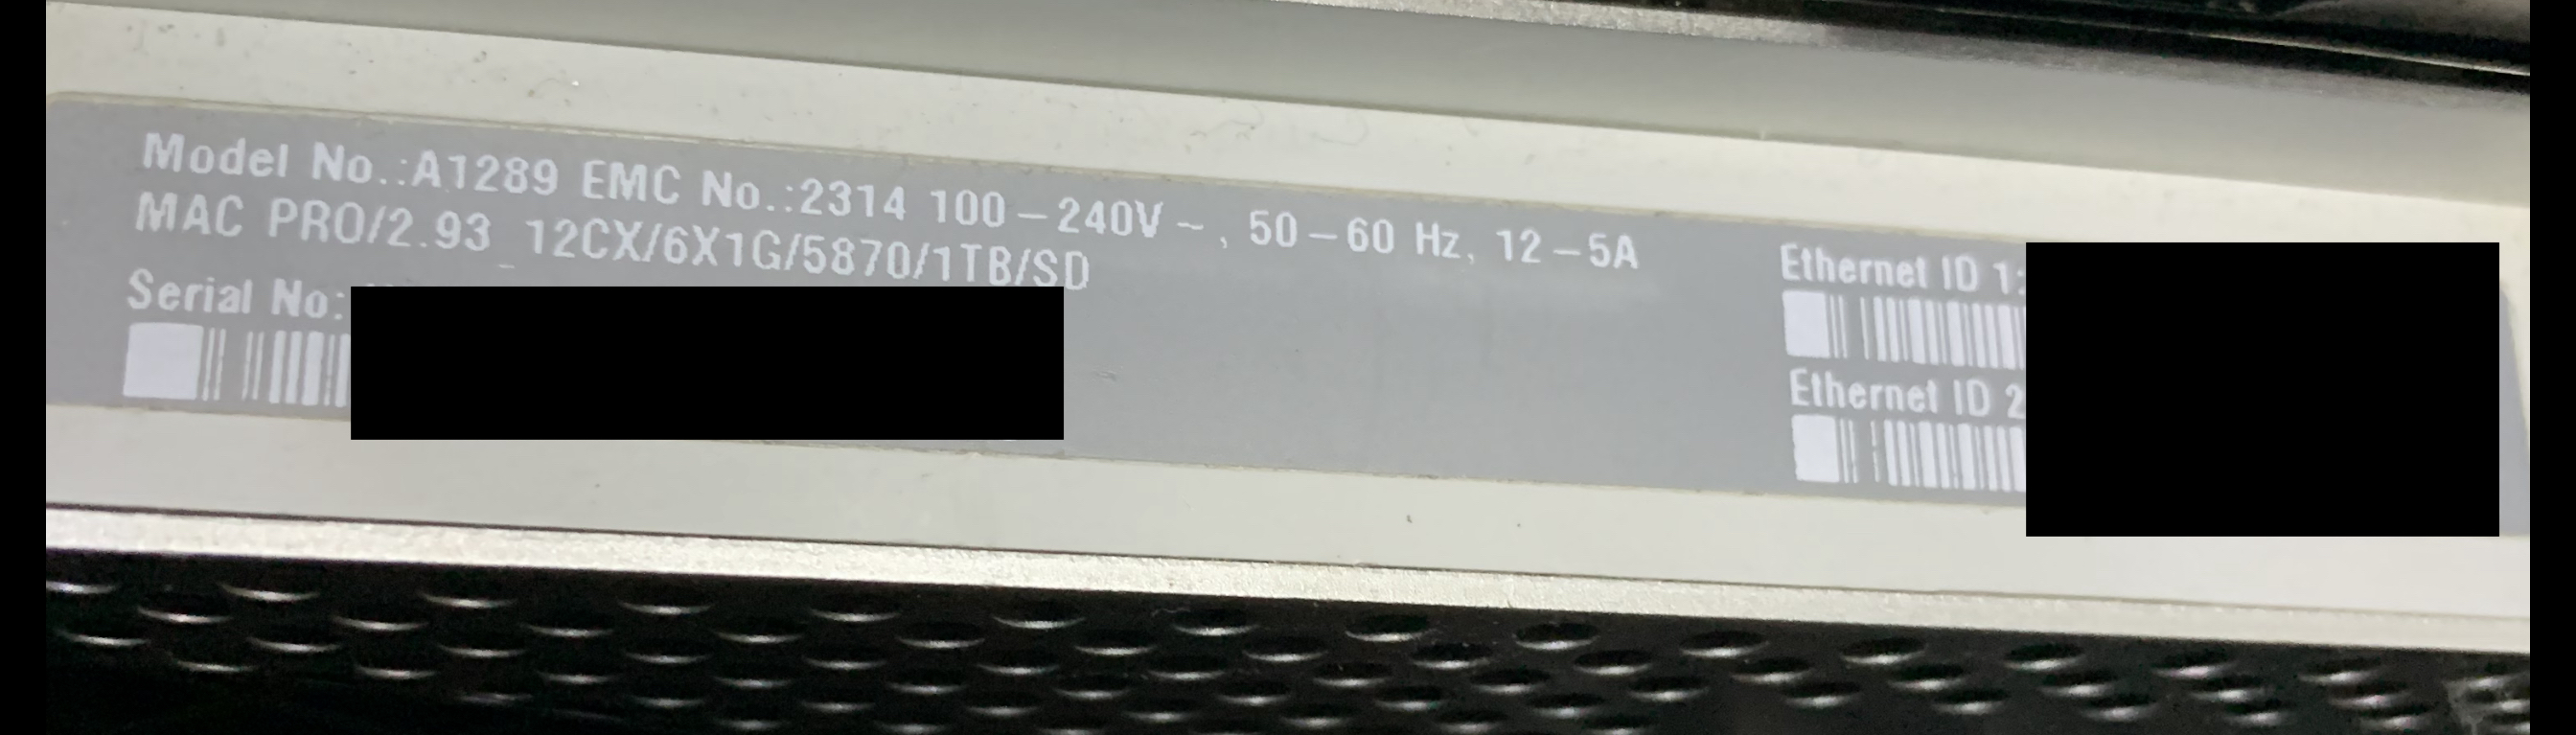 Model No.:A1289 EMC No.:2314 100-240V~, 50-60 Hz, 12-5A
MAC PRO/2.93_12CX/6X1G/5870/1TB/SD
Serial No:
Ethernet ID 1:
Ethernet ID 2